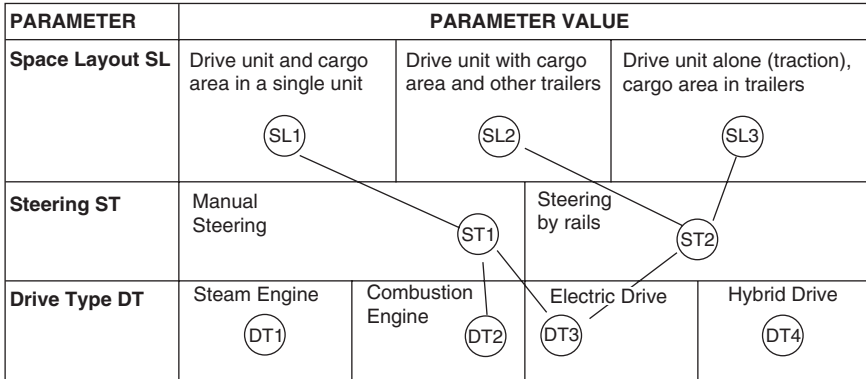 PARAMETER
PARAMETER VALUE
Space Layout SL
Drive unit and cargo
area in a single unit
SL1
Drive unit with cargo
area and other trailers
SL2
Drive unit alone (traction),
cargo area in trailers
SL3
Steering ST
Manual
Steering
ST1
Steering
by rails
ST2
Drive Type DT
Steam Engine
DT1
Combustion
Engine
DT2
Electric Drive
DT3
Hybrid Drive
DT4